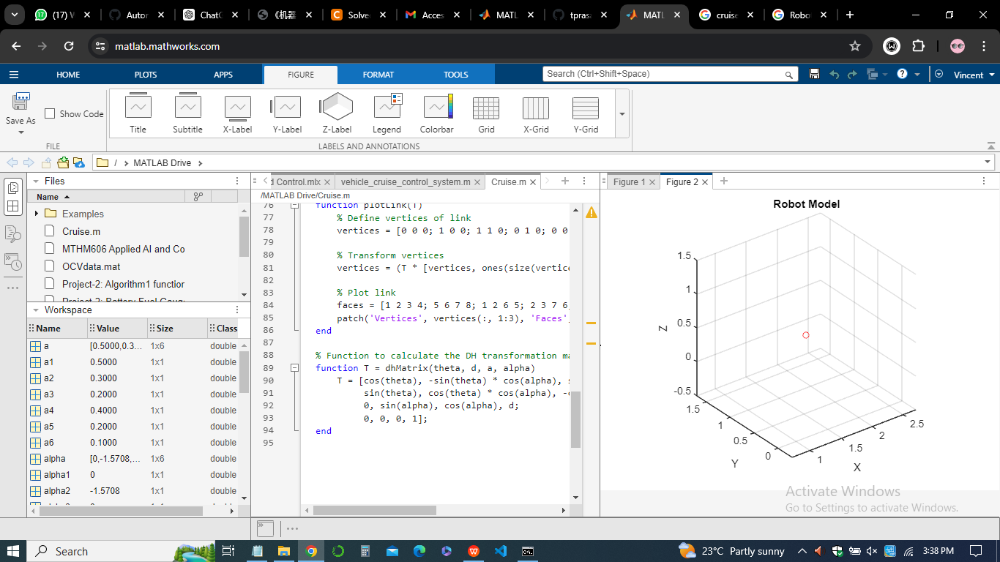 (17) W
Autor
ChatG
《机器
Solve
Acces
MATL
tpras
MATL
cruise
Robo
matlab.mathworks.com
HOME
PLOTS
APPS
FIGURE
FORMAT
TOOLS
Search (Ctrl+Shift+Space)
Vincent
Save As
Show Code
Title
Subtitle
X-Label
Y-Label
Z-Label
Legend
Colorbar
Grid
X-Grid
Y-Grid
FILE
LABELS AND ANNOTATIONS
/ > MATLAB Drive >
Files
Name
Examples
Cruise.m
MTHM606 Applied AI and Co
OCVdata.mat
Project-2: Algorithm1 functior
Project-2: Battery Fuel Gaug
Workspace
Name Value Size Class
a [0.5000,0.3... 1x6 double
a1 0.5000 1x1 double
a2 0.3000 1x1 double
a3 0.2000 1x1 double
a4 0.4000 1x1 double
a5 0.2000 1x1 double
a6 0.1000 1x1 double
alpha [0,-1.5708,... 1x6 double
alpha1 0 1x1 double
alpha2 -1.5708 1x1 double
d Control.mlx
vehicle_cruise_control_system.m
Cruise.m
/MATLAB Drive/Cruise.m
76 function plotLink(T)
77 % Define vertices of link
78 vertices = [0 0 0; 1 0 0; 1 1 0; 0 1 0; 0 0
79
80 % Transform vertices
81 vertices = (T * [vertices, ones(size(vertice
82
83 % Plot link
84 faces = [1 2 3 4; 5 6 7 8; 1 2 6 5; 2 3 7 6
85 patch('Vertices', vertices(:, 1:3), 'Faces',
86 end
87
88 % Function to calculate the DH transformation ma
89 function T = dhMatrix(theta, d, a, alpha)
90 T = [cos(theta), -sin(theta) * cos(alpha), s
91 sin(theta), cos(theta) * cos(alpha), -c
92 0, sin(alpha), cos(alpha), d;
93 0, 0, 0, 1];
94 end
95
Figure 1
Figure 2
Robot Model
1.5
1
0.5
0
-0.5
Z
1.5
1
0.5
0
Y
1
1.5
2
2.5
X
Activate Windows
Go to Settings to activate Windows.
Search
23°C Partly sunny
3:38 PM